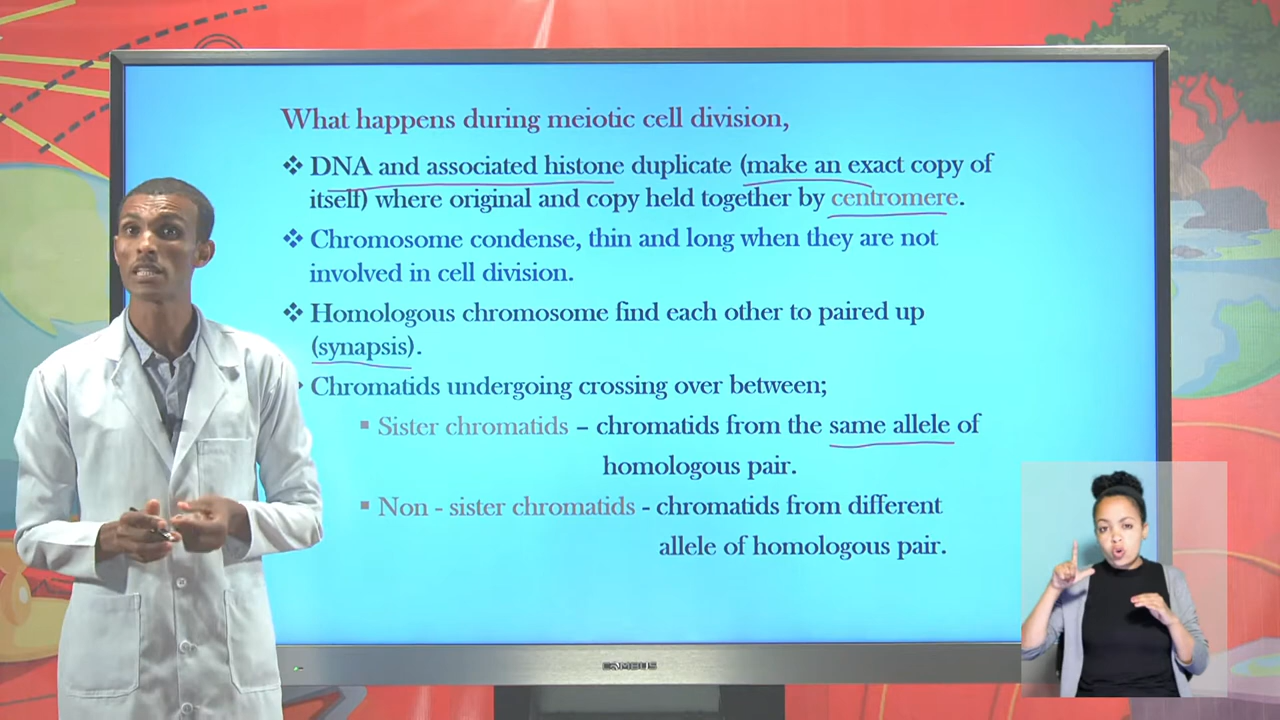 What happens during meiotic cell division,
❖ DNA and associated histone duplicate (make an exact copy of
itself) where original and copy held together by centromere.
❖ Chromosome condense, thin and long when they are not
involved in cell division.
❖ Homologous chromosome find each other to paired up
(synapsis).
Chromatids undergoing crossing over between;
▪ Sister chromatids – chromatids from the same allele of
homologous pair.
▪ Non - sister chromatids - chromatids from different
allele of homologous pair.